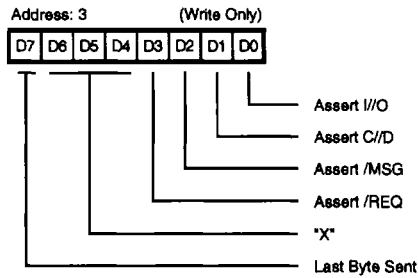 Address: 3 (Write Only)
D7 D6 D5 D4 D3 D2 D1 D0
Assert I//O
Assert C//D
Assert /MSG
Assert /REQ
"X"
Last Byte Sent